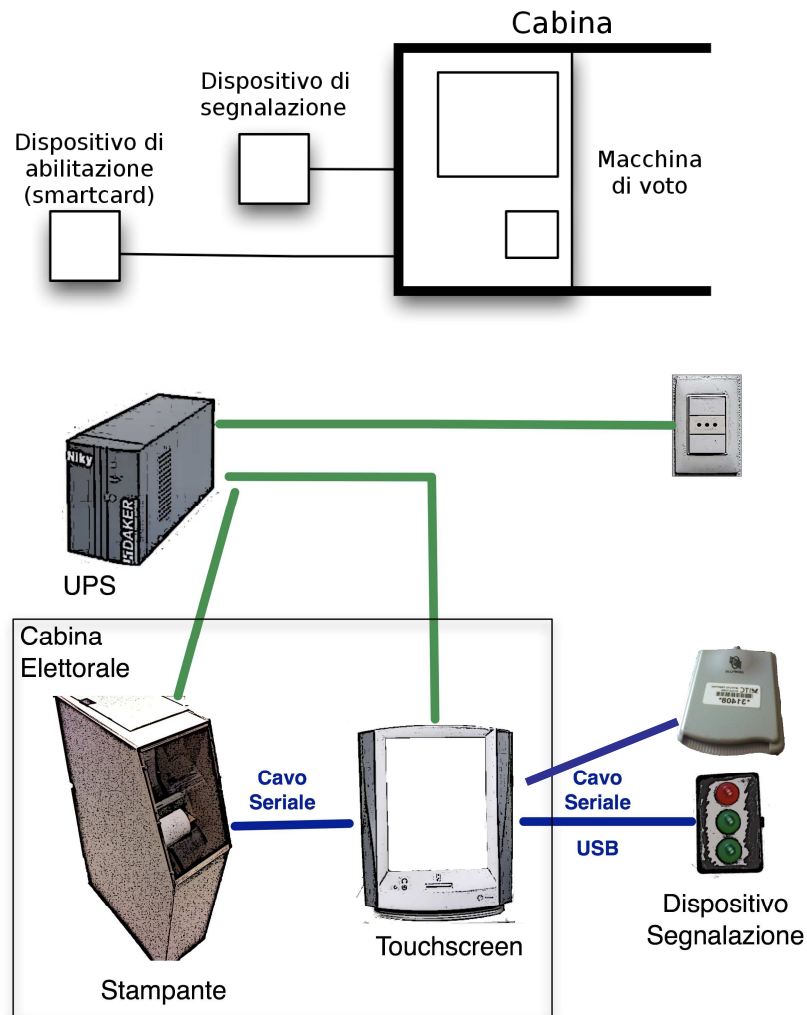 Cabina
Dispositivo di
segnalazione
Dispositivo di
abilitazione
(smartcard)
Macchina
di voto
Niky
DAKER
UPS
Cabina
Elettorale
Cavo
Seriale
Cavo
Seriale
USB
Touchscreen
Stampante
Dispositivo
Segnalazione